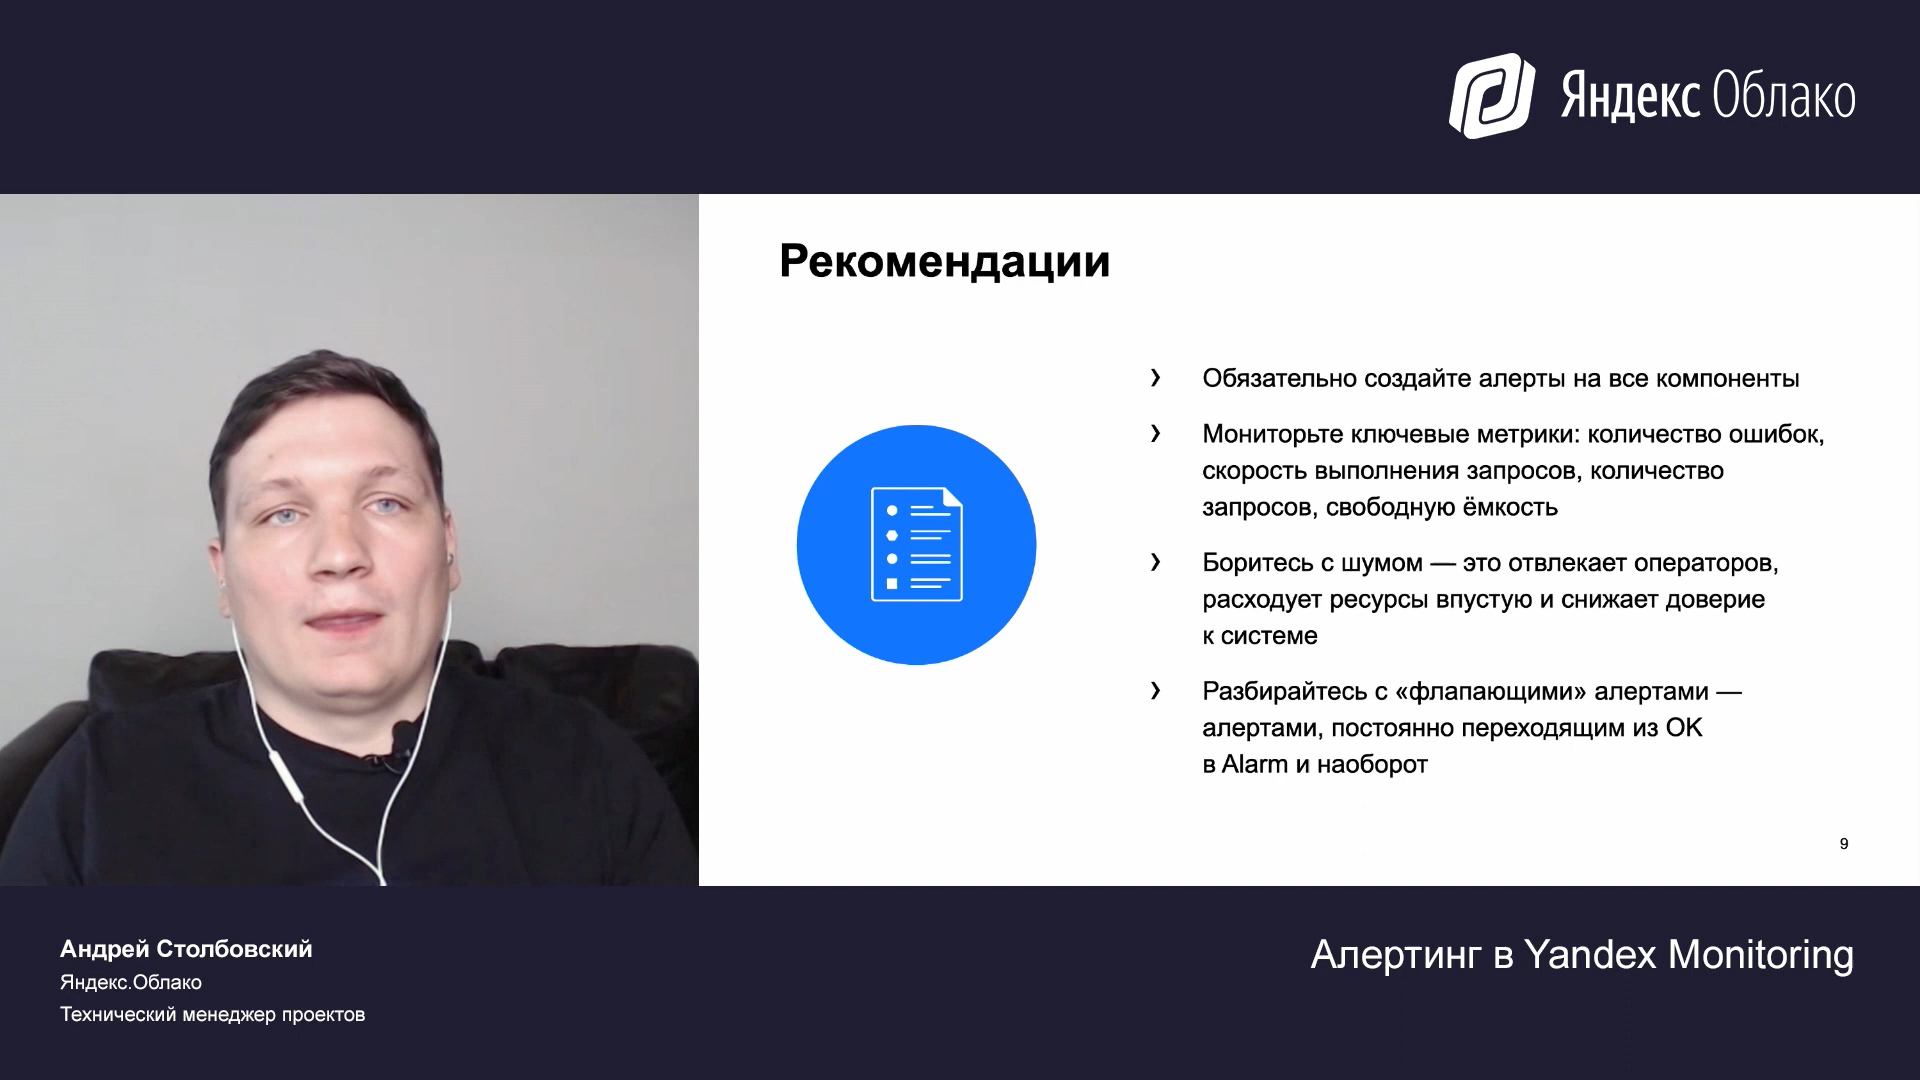 Яндекс Облако
Рекомендации
Обязательно создайте алерты на все компоненты
Мониторьте ключевые метрики: количество ошибок,
скорость выполнения запросов, количество
запросов, свободную ёмкость
Боритесь с шумом — это отвлекает операторов,
расходует ресурсы впустую и снижает доверие
к системе
Разбирайтесь с «флапающими» алертами —
алертами, постоянно переходящим из OK
в Alarm и наоборот
9
Андрей Столбовский
Яндекс.Облако
Технический менеджер проектов
Алертинг в Yandex Monitoring